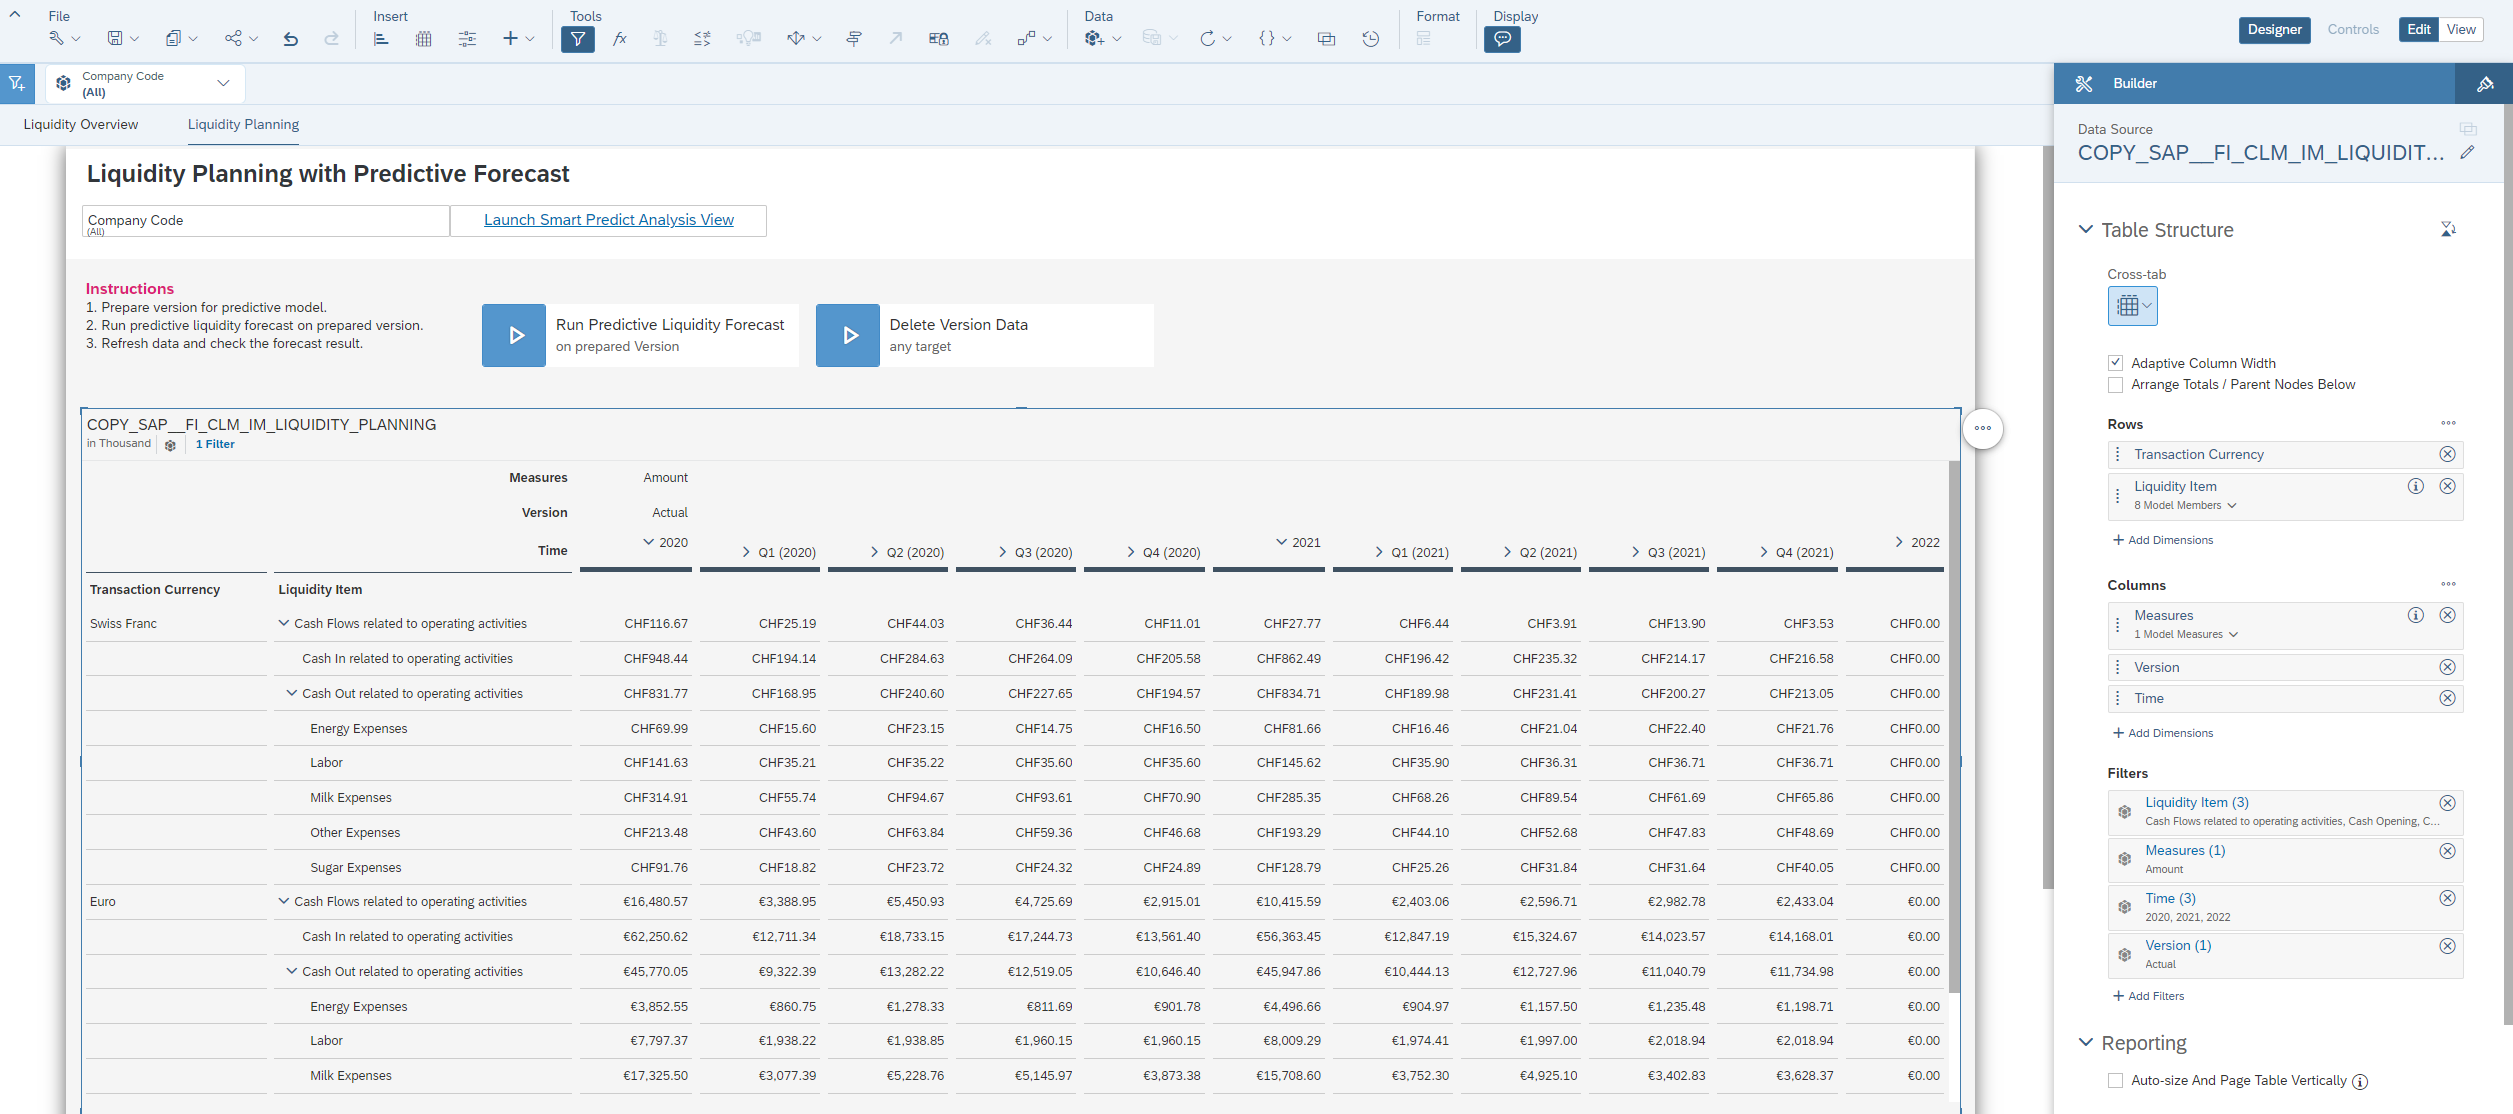 File
Insert
Tools
Data
Format
Display
Designer
Controls
Edit
View
Company Code
(All)
Builder
Liquidity Overview
Liquidity Planning
Data Source
COPY_SAP__FI_CLM_IM_LIQUIDIT...
Liquidity Planning with Predictive Forecast
Company Code
(All)
Launch Smart Predict Analysis View
Instructions
1. Prepare version for predictive model.
2. Run predictive liquidity forecast on prepared version.
3. Refresh data and check the forecast result.
Run Predictive Liquidity Forecast
on prepared Version
Delete Version Data
any target
COPY_SAP__FI_CLM_IM_LIQUIDITY_PLANNING
in Thousand 1 Filter
Measures Amount
Version Actual
Time 2020 Q1 (2020) Q2 (2020) Q3 (2020) Q4 (2020) 2021 Q1 (2021) Q2 (2021) Q3 (2021) Q4 (2021) 2022
Transaction Currency Liquidity Item
Swiss Franc Cash Flows related to operating activities CHF116.67 CHF25.19 CHF44.03 CHF36.44 CHF11.01 CHF27.77 CHF6.44 CHF3.91 CHF13.90 CHF3.53 CHF0.00
Cash In related to operating activities CHF948.44 CHF194.14 CHF284.63 CHF264.09 CHF205.58 CHF862.49 CHF196.42 CHF235.32 CHF214.17 CHF216.58 CHF0.00
Cash Out related to operating activities CHF831.77 CHF168.95 CHF240.60 CHF227.65 CHF194.57 CHF834.71 CHF189.98 CHF231.41 CHF200.27 CHF213.05 CHF0.00
Energy Expenses CHF69.99 CHF15.60 CHF23.15 CHF14.75 CHF16.50 CHF81.66 CHF16.46 CHF21.04 CHF22.40 CHF21.76 CHF0.00
Labor CHF141.63 CHF35.21 CHF35.22 CHF35.60 CHF35.60 CHF145.62 CHF35.90 CHF36.31 CHF36.71 CHF36.71 CHF0.00
Milk Expenses CHF314.91 CHF55.74 CHF94.67 CHF93.61 CHF70.90 CHF285.35 CHF68.26 CHF89.54 CHF61.69 CHF65.86 CHF0.00
Other Expenses CHF213.48 CHF43.60 CHF63.84 CHF59.36 CHF46.68 CHF193.29 CHF44.10 CHF52.68 CHF47.83 CHF48.69 CHF0.00
Sugar Expenses CHF91.76 CHF18.82 CHF23.72 CHF24.32 CHF24.89 CHF128.79 CHF25.26 CHF31.84 CHF31.64 CHF40.05 CHF0.00
Euro Cash Flows related to operating activities €16,480.57 €3,388.95 €5,450.93 €4,725.69 €2,915.01 €10,415.59 €2,403.06 €2,596.71 €2,982.78 €2,433.04 €0.00
Cash In related to operating activities €62,250.62 €12,711.34 €18,733.15 €17,244.73 €13,561.40 €56,363.45 €12,847.19 €15,324.67 €14,023.57 €14,168.01 €0.00
Cash Out related to operating activities €45,770.05 €9,322.39 €13,282.22 €12,519.05 €10,646.40 €45,947.86 €10,444.13 €12,727.96 €11,040.79 €11,734.98 €0.00
Energy Expenses €3,852.55 €860.75 €1,278.33 €811.69 €901.78 €4,496.66 €904.97 €1,157.50 €1,235.48 €1,198.71 €0.00
Labor €7,797.37 €1,938.22 €1,938.85 €1,960.15 €1,960.15 €8,009.29 €1,974.41 €1,997.00 €2,018.94 €2,018.94 €0.00
Milk Expenses €17,325.50 €3,077.39 €5,228.76 €5,145.97 €3,873.38 €15,708.60 €3,752.30 €4,925.10 €3,402.83 €3,628.37 €0.00
Table Structure
Cross-tab
Adaptive Column Width
Arrange Totals / Parent Nodes Below
Rows
Transaction Currency
Liquidity Item
8 Model Members
+ Add Dimensions
Columns
Measures
1 Model Measures
Version
Time
+ Add Dimensions
Filters
Liquidity Item (3)
Cash Flows related to operating activities, Cash Opening, C...
Measures (1)
Amount
Time (3)
2020, 2021, 2022
Version (1)
Actual
+ Add Filters
Reporting
Auto-size And Page Table Vertically